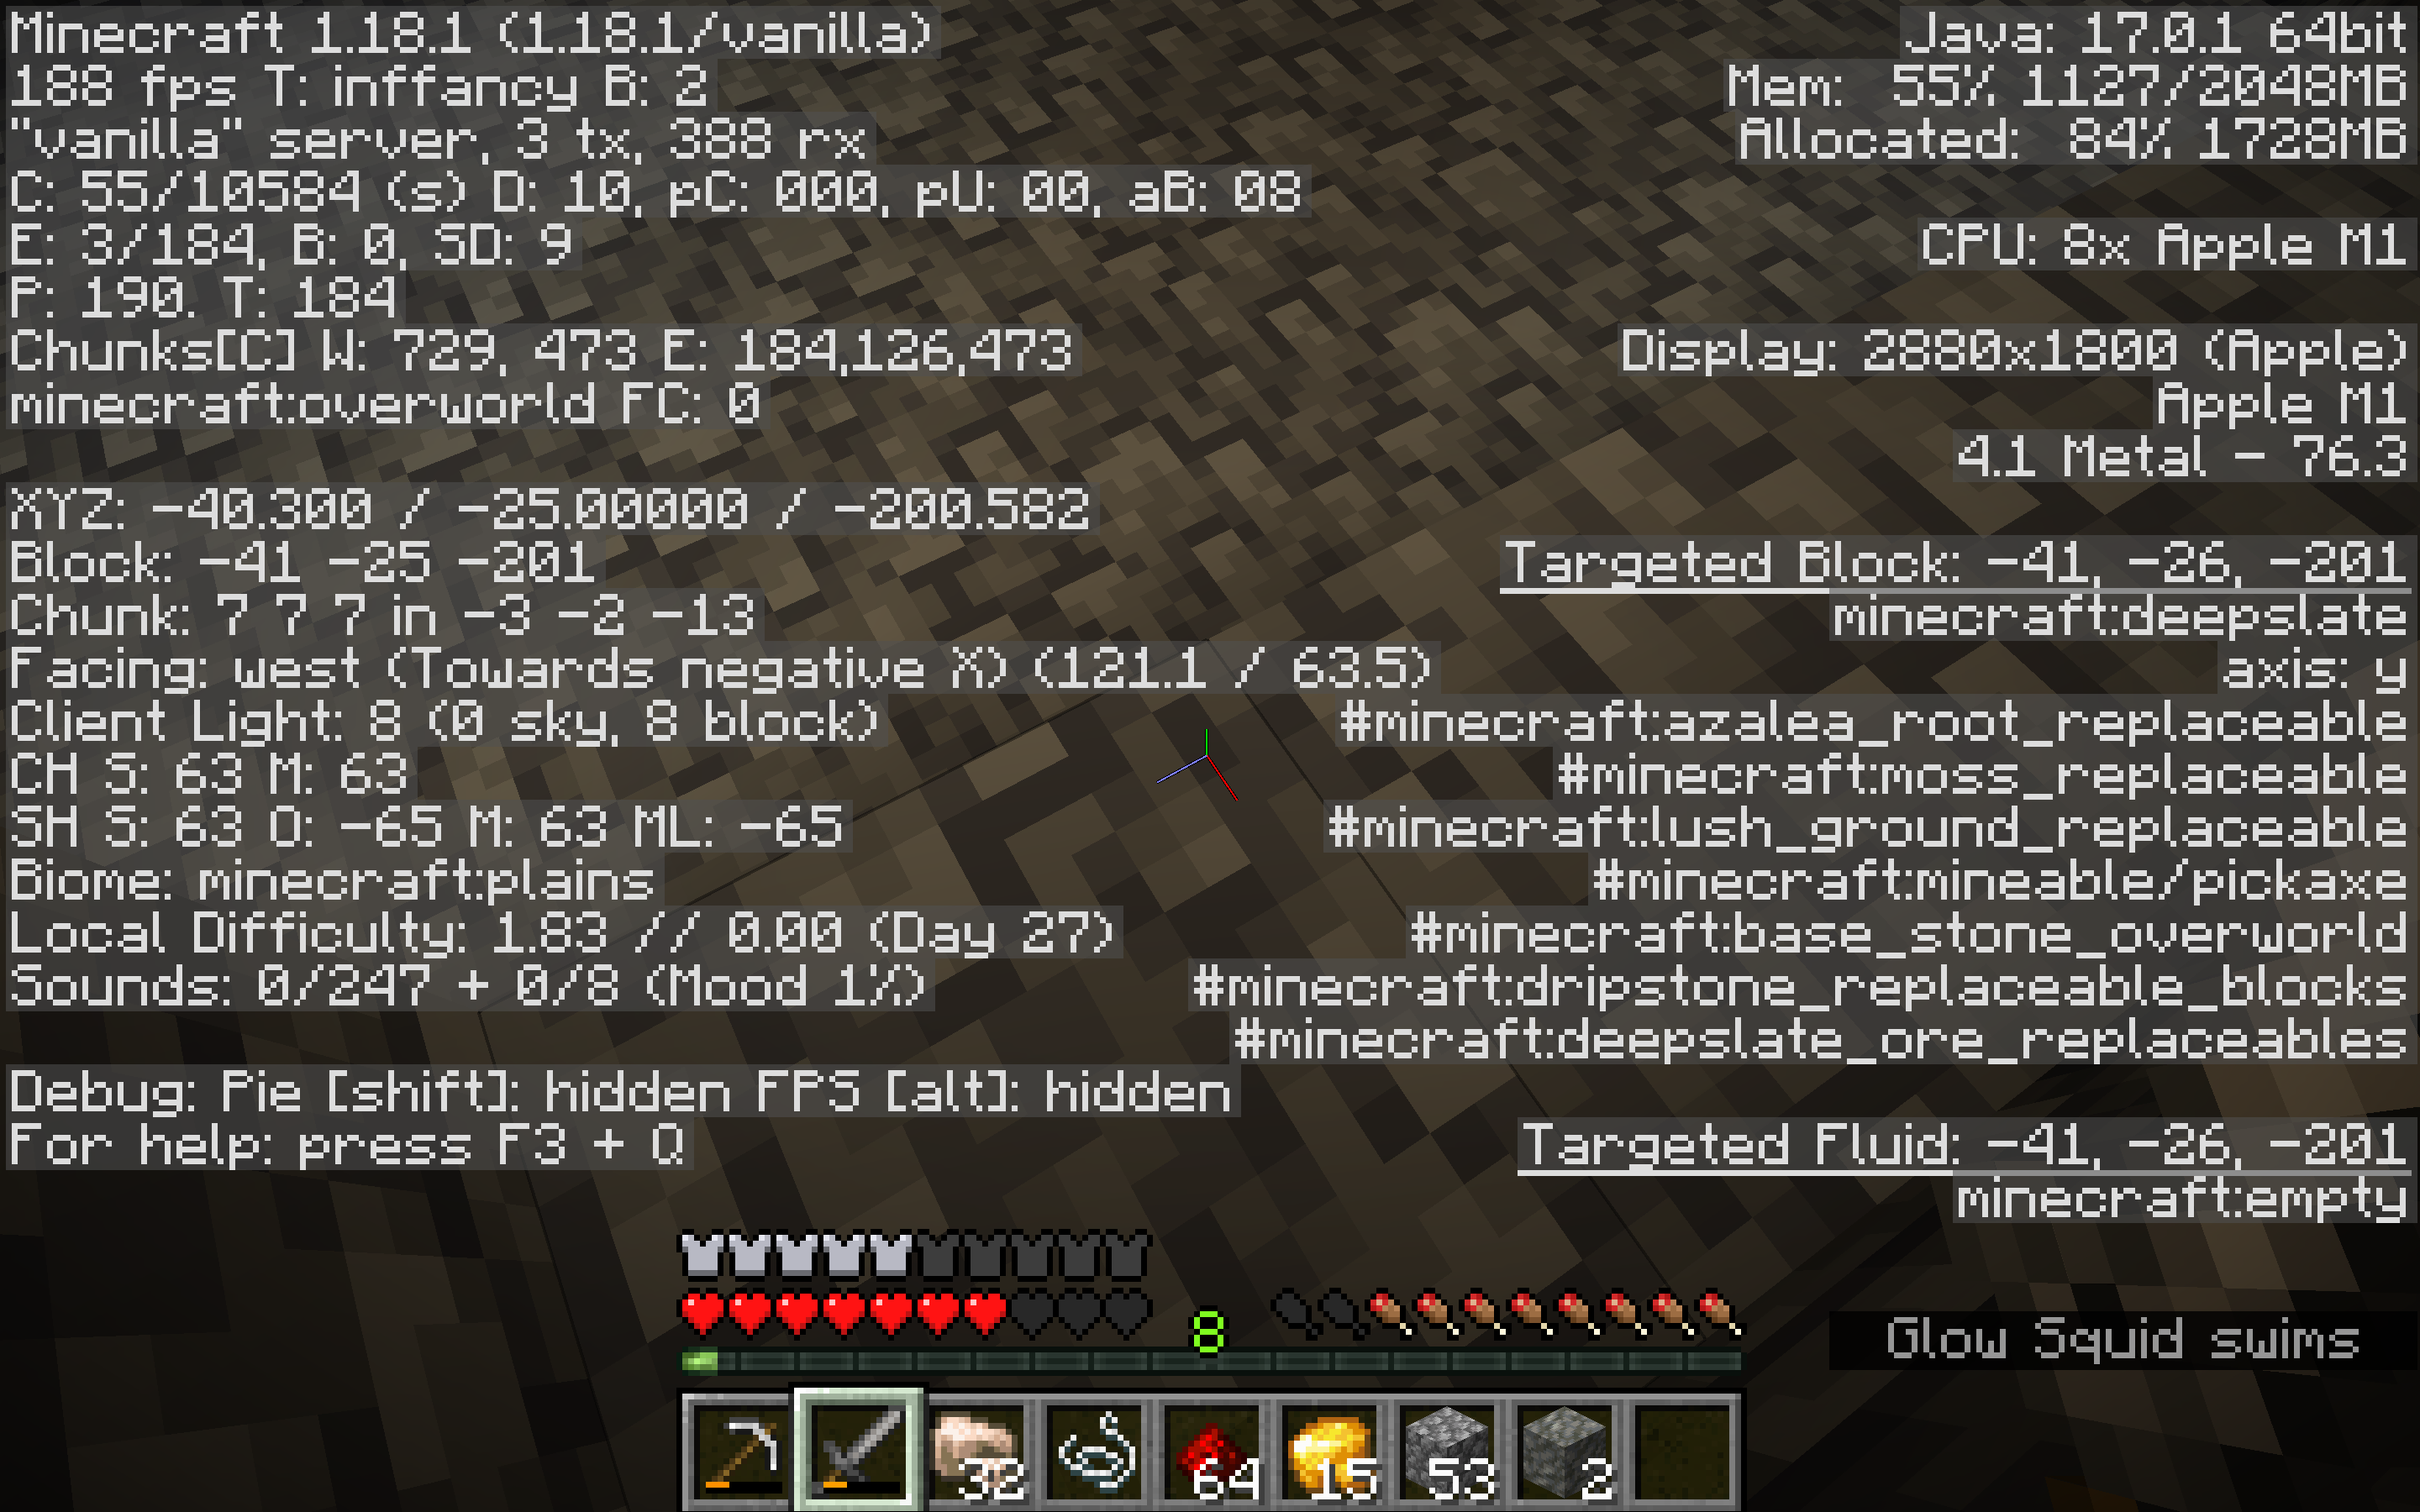 Minecraft 1.18.1 (1.18.1/vanilla)
188 fps T: inffancy B: 2
"vanilla" server, 3 tx, 388 rx
C: 55/10584 (s) D: 10, pC: 000, pU: 00, aB: 08
E: 3/184, B: 0, SD: 9
P: 190. T: 184
Chunks[C] W: 729, 473 E: 184,126,473
minecraft:overworld FC: 0
XYZ: -40.300 / -25.00000 / -200.582
Block: -41 -25 -201
Chunk: 7 7 7 in -3 -2 -13
Facing: west (Towards negative X) (121.1 / 63.5)
Client Light: 8 (0 sky, 8 block)
CH S: 63 M: 63
SH S: 63 O: -65 M: 63 ML: -65
Biome: minecraft:plains
Local Difficulty: 1.83 // 0.00 (Day 27)
Sounds: 0/247 + 0/8 (Mood 1%)
Debug: Pie [shift]: hidden FPS [alt]: hidden
For help: press F3 + Q
Java: 17.0.1 64bit
Mem: 55% 1127/2048MB
Allocated: 84% 1728MB
CPU: 8x Apple M1
Display: 2880x1800 (Apple)
Apple M1
4.1 Metal - 76.3
Targeted Block: -41, -26, -201
minecraft:deepslate
axis: y
#minecraft:azalea_root_replaceable
#minecraft:moss_replaceable
#minecraft:lush_ground_replaceable
#minecraft:mineable/pickaxe
#minecraft:base_stone_overworld
#minecraft:dripstone_replaceable_blocks
#minecraft:deepslate_ore_replaceables
Targeted Fluid: -41, -26, -201
minecraft:empty
8
Glow Squid swims
32 64 15 53 2